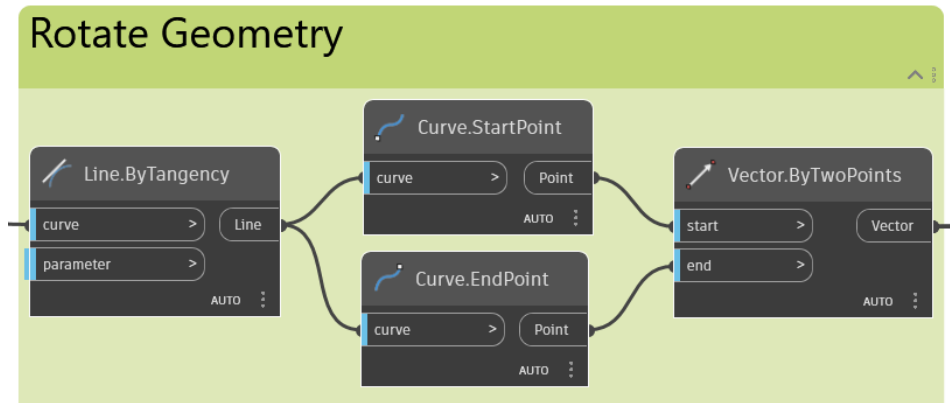 Rotate Geometry
Line.ByTangency
curve > Line
parameter >
AUTO
Curve.StartPoint
curve > Point
AUTO
Curve.EndPoint
curve > Point
AUTO
Vector.ByTwoPoints
start > Vector
end >
AUTO